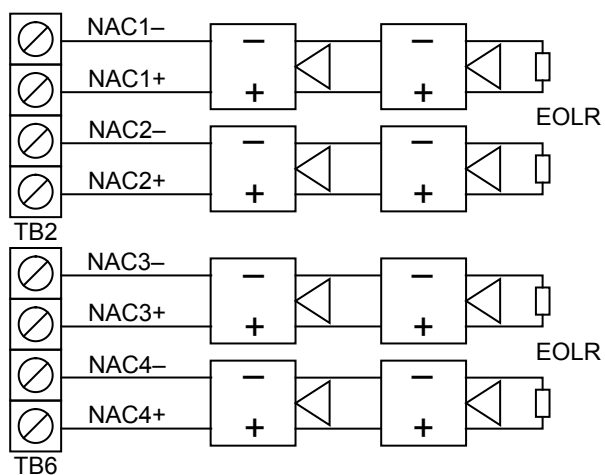 NAC1–
− −
NAC1+
+ +
EOLR
NAC2–
− −
NAC2+
+ +
TB2
NAC3–
− −
NAC3+
+ +
EOLR
NAC4–
− −
NAC4+
+ +
TB6